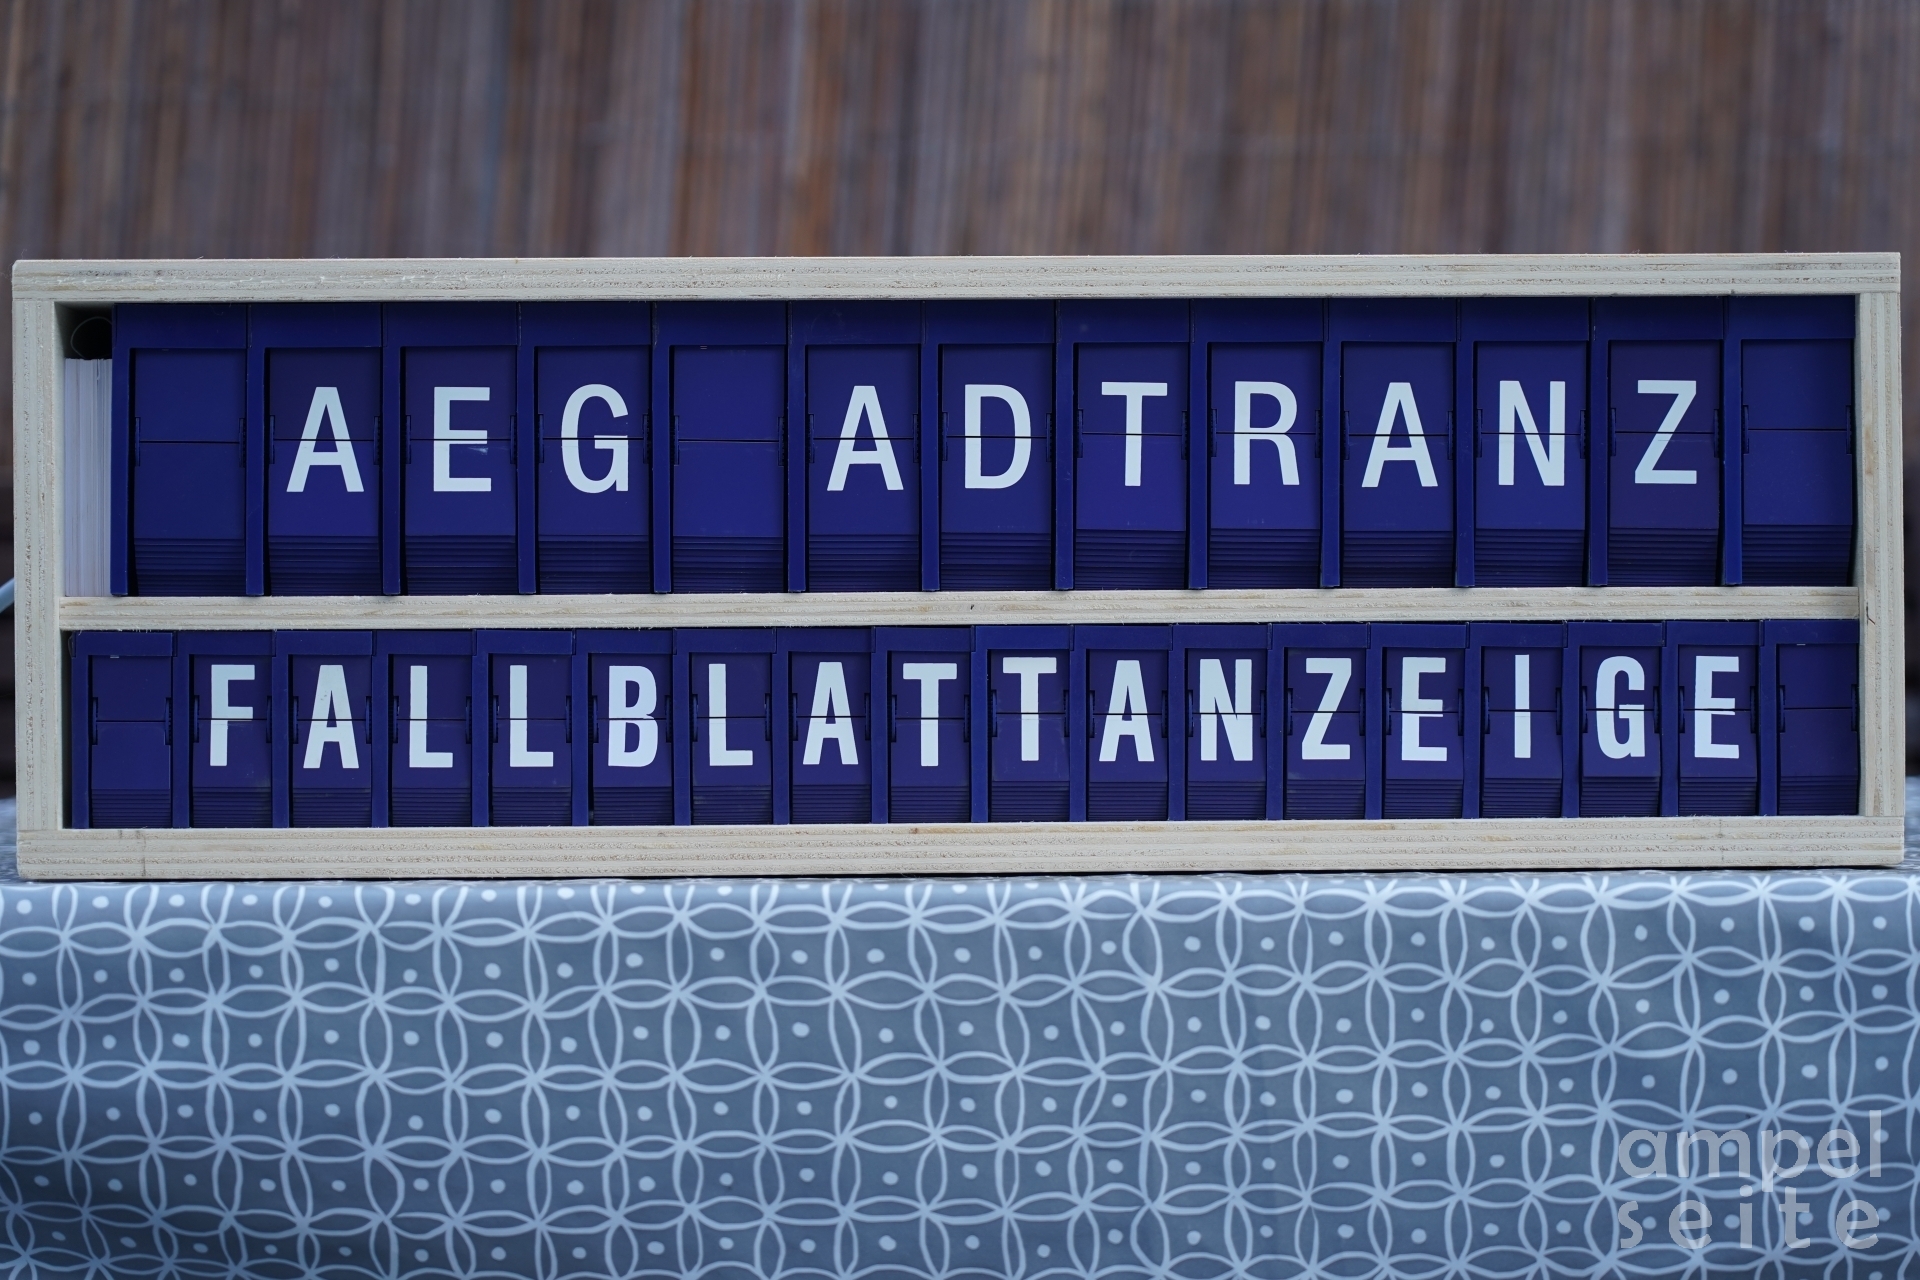 AEG ADTRANZ
FALLBLATTANZEIGE
ampel
seite